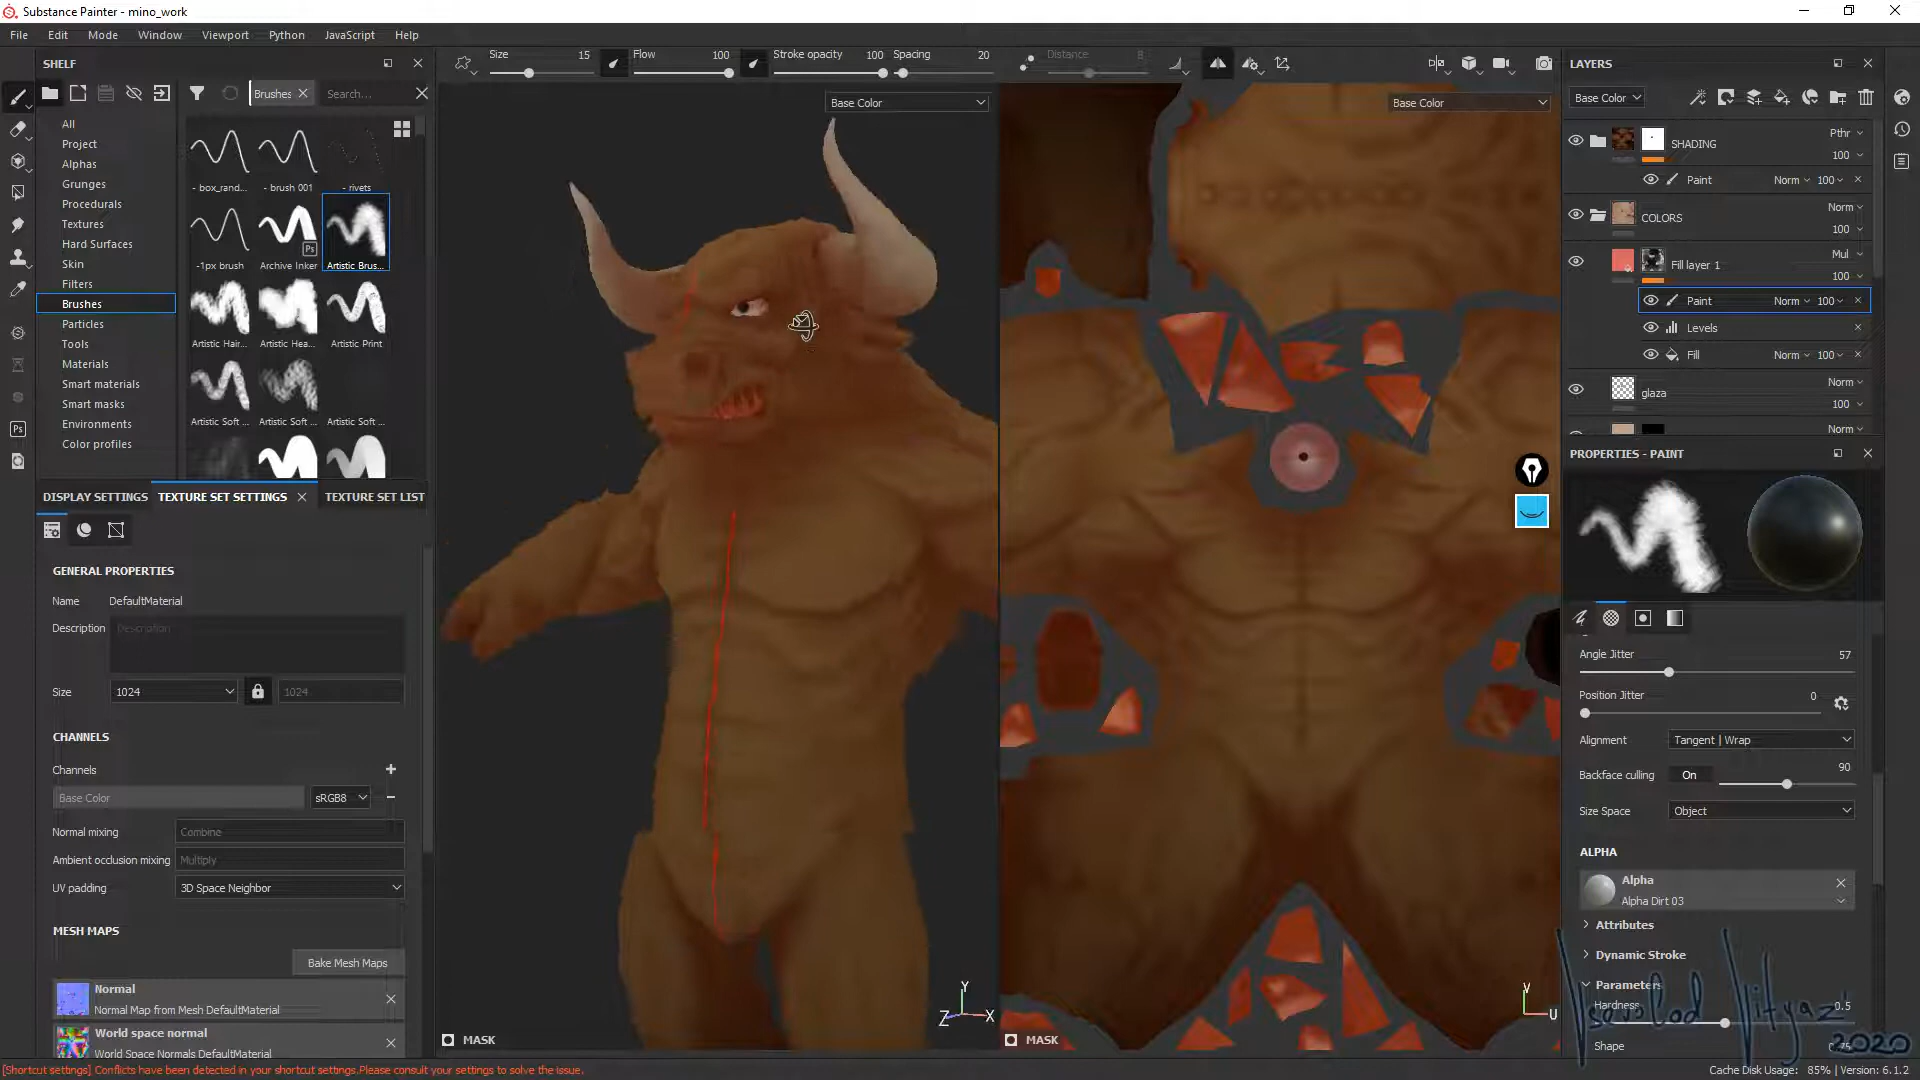 Substance Painter - mino_work
File Edit Mode Window Viewport Python JavaScript Help
SHELF
Brushes
Search...
All
Project
Alphas
Grunges
Procedurals
Textures
Hard Surfaces
Skin
Filters
Brushes
Particles
Tools
Materials
Smart materials
Smart masks
Environments
Color profiles
- box_rand... - brush 001 - rivets
-1px brush Archive Inker Artistic Brus...
Ps
Artistic Hair... Artistic Hea... Artistic Print
Artistic Soft ... Artistic Soft ... Artistic Soft ...
Ps
DISPLAY SETTINGS TEXTURE SET SETTINGS TEXTURE SET LIST
GENERAL PROPERTIES
Name DefaultMaterial
Description Description
Size 1024 1024
CHANNELS
Channels
Base Color sRGB8
Normal mixing Combine
Ambient occlusion mixing Multiply
UV padding 3D Space Neighbor
MESH MAPS
Bake Mesh Maps
Normal
Normal Map from Mesh DefaultMaterial
World space normal
World Space Normals DefaultMaterial
[Shortcut settings] Conflicts have been detected in your shortcut settings.Please consult your settings to solve the issue.
Size 15 Flow 100 Stroke opacity 100 Spacing 20 Distance 8
Base Color
Base Color
Y
Z X
V
U
MASK
MASK
LAYERS
Base Color
SHADING Pthr
100
Paint Norm 100
COLORS Norm
100
Fill layer 1 Mul
100
Paint Norm 100
Levels
Fill Norm 100
glaza Norm
100
Norm
PROPERTIES - PAINT
Angle Jitter 57
Position Jitter 0
Alignment Tangent | Wrap
Backface culling On 90
Size Space Object
ALPHA
Alpha
Alpha Dirt 03
Attributes
Dynamic Stroke
Parameters
Hardness 0.5
Shape
Vsevolod Vityaz
2020
Cache Disk Usage: 85% | Version: 6.1.2